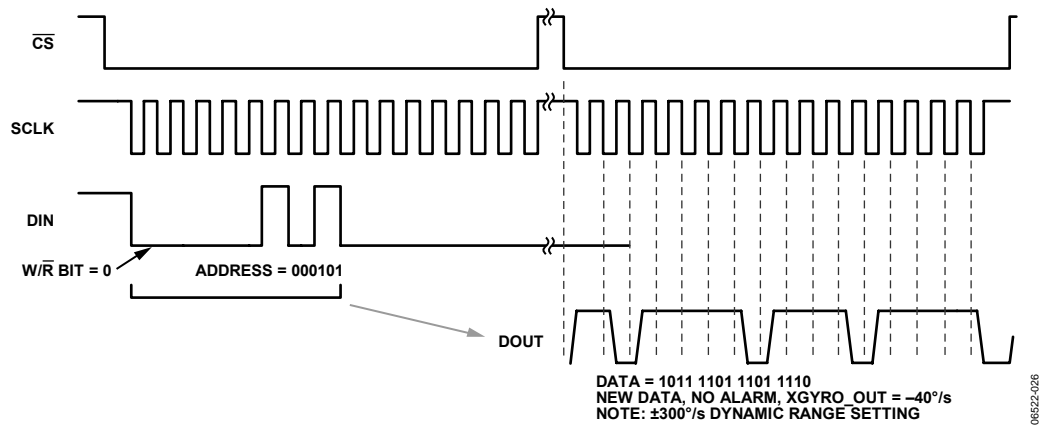 CS
SCLK
DIN
W/R BIT = 0
ADDRESS = 000101
DOUT
DATA = 1011 1101 1101 1110
NEW DATA, NO ALARM, XGYRO_OUT = –40°/s
NOTE: ±300°/s DYNAMIC RANGE SETTING
06522-026